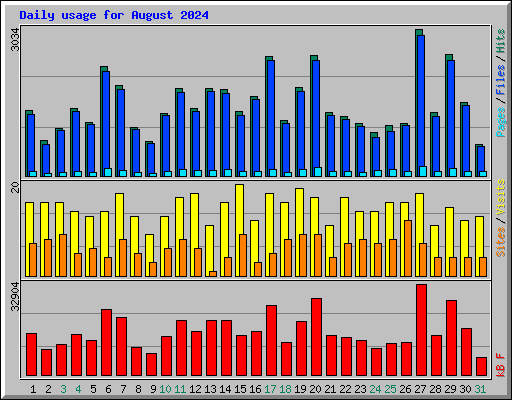 Daily usage for August 2024
3034
Pages / Files / Hits
20
Sites / Visits
32904
kB F
1 2 3 4 5 6 7 8 9 10 11 12 13 14 15 16 17 18 19 20 21 22 23 24 25 26 27 28 29 30 31